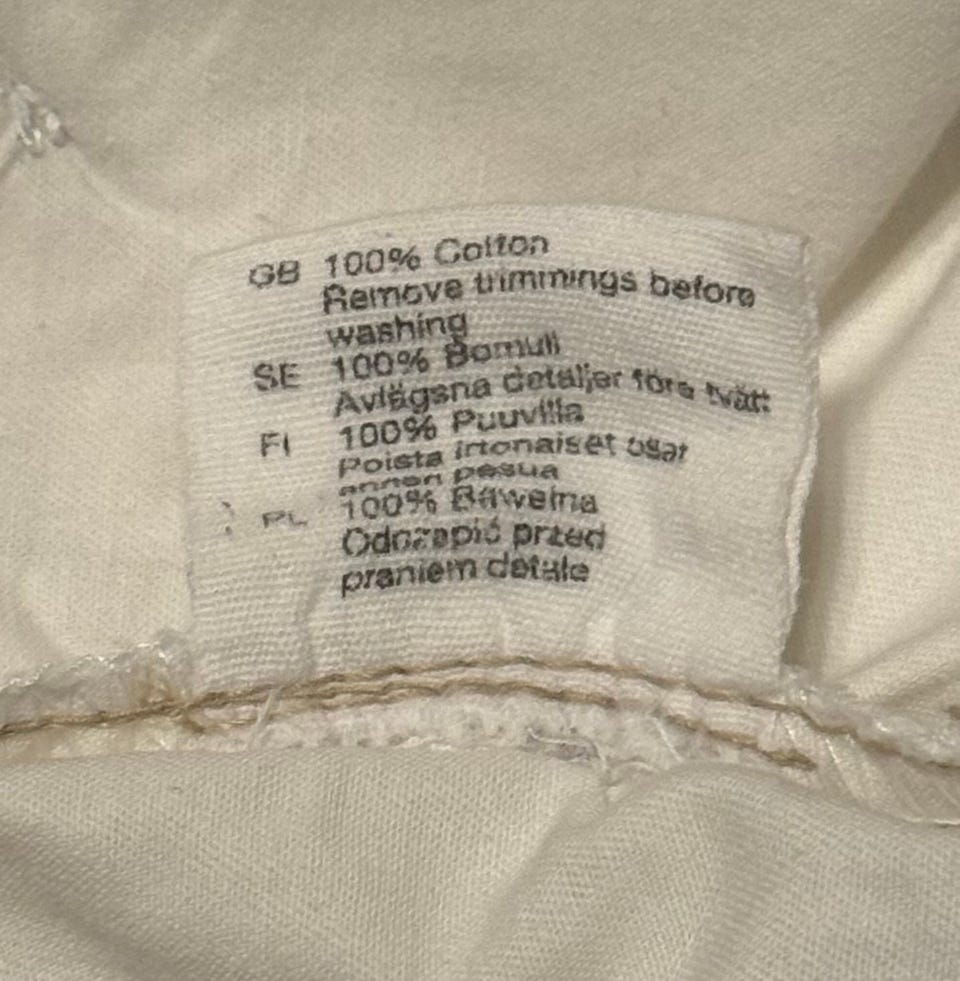 GB 100% Cotton
Remove trimmings before
washing
SE 100% Bomull
Avlägsna detaljer före tvätt
FI 100% Puuvilla
Poista irtonaiset osat
ennen pesua
PL 100% Bawełna
Odczepić przed
praniem detale